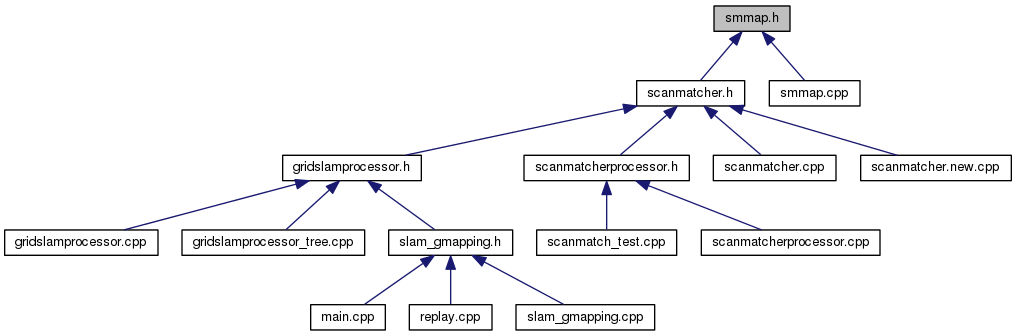 smmap.h
scanmatcher.h
smmap.cpp
gridslamprocessor.h
scanmatcherprocessor.h
scanmatcher.cpp
scanmatcher.new.cpp
gridslamprocessor.cpp
gridslamprocessor_tree.cpp
slam_gmapping.h
scanmatch_test.cpp
scanmatcherprocessor.cpp
main.cpp
replay.cpp
slam_gmapping.cpp